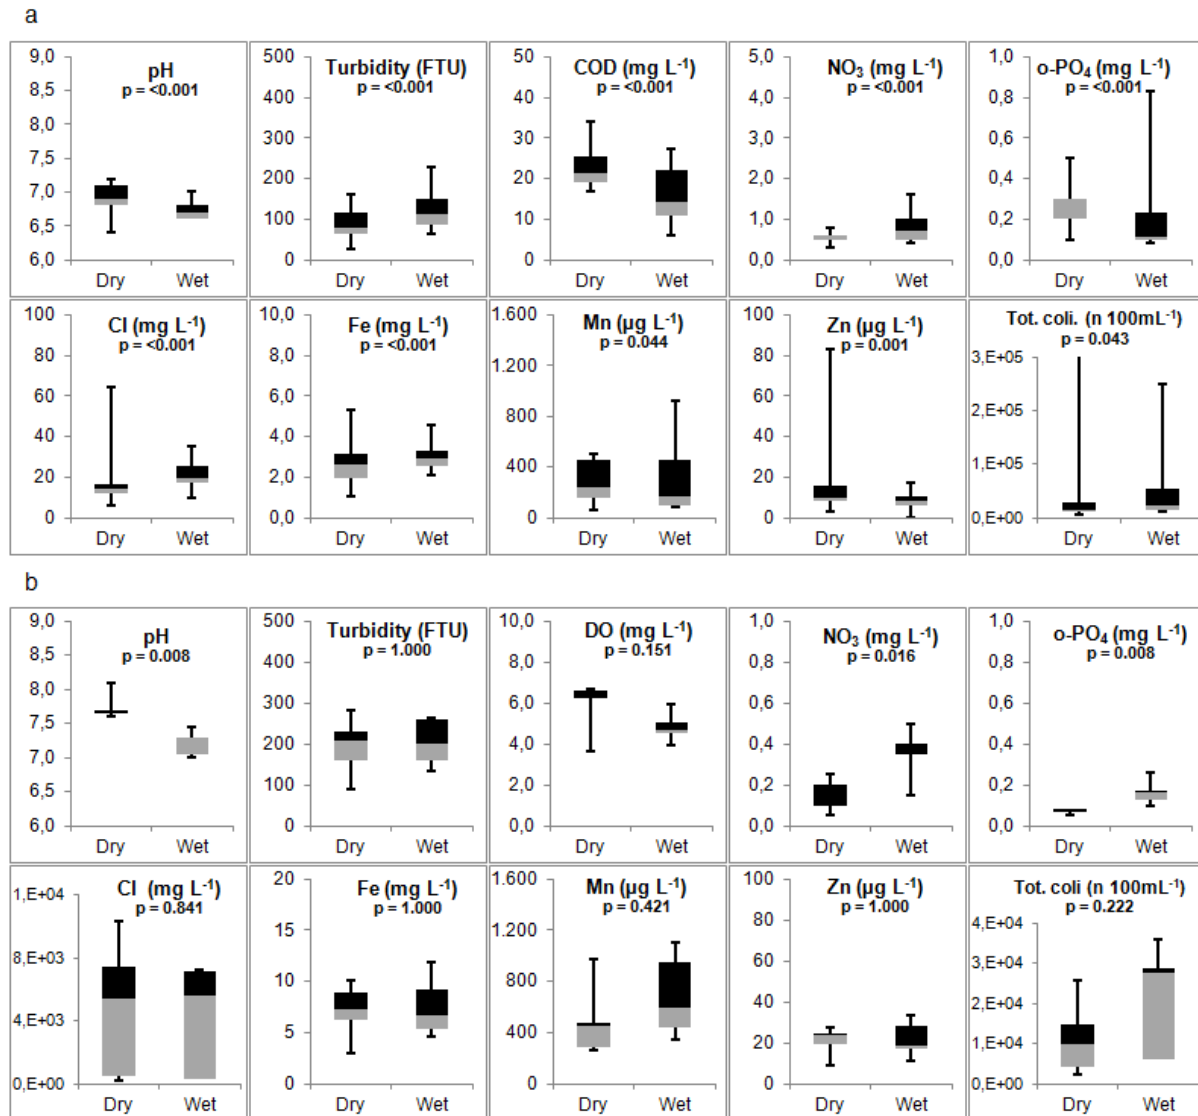 a
pH
p = <0.001
9,0
8,5
8,0
7,5
7,0
6,5
6,0
Dry Wet
Turbidity (FTU)
p = <0.001
500
400
300
200
100
0
Dry Wet
COD (mg L⁻¹)
p = <0.001
50
40
30
20
10
0
Dry Wet
NO₃ (mg L⁻¹)
p = <0.001
5,0
4,0
3,0
2,0
1,0
0,0
Dry Wet
o-PO₄ (mg L⁻¹)
p = <0.001
1,0
0,8
0,6
0,4
0,2
0,0
Dry Wet
Cl (mg L⁻¹)
p = <0.001
100
80
60
40
20
0
Dry Wet
Fe (mg L⁻¹)
p = <0.001
10,0
8,0
6,0
4,0
2,0
0,0
Dry Wet
Mn (µg L⁻¹)
p = 0.044
1.600
1.200
800
400
0
Dry Wet
Zn (µg L⁻¹)
p = 0.001
100
80
60
40
20
0
Dry Wet
Tot. coli. (n 100mL⁻¹)
p = 0.043
3,E+05
2,E+05
1,E+05
0,E+00
Dry Wet
b
pH
p = 0.008
9,0
8,5
8,0
7,5
7,0
6,5
6,0
Dry Wet
Turbidity (FTU)
p = 1.000
500
400
300
200
100
0
Dry Wet
DO (mg L⁻¹)
p = 0.151
10,0
8,0
6,0
4,0
2,0
0,0
Dry Wet
NO₃ (mg L⁻¹)
p = 0.016
1,0
0,8
0,6
0,4
0,2
0,0
Dry Wet
o-PO₄ (mg L⁻¹)
p = 0.008
1,0
0,8
0,6
0,4
0,2
0,0
Dry Wet
Cl (mg L⁻¹)
p = 0.841
1,E+04
8,E+03
4,E+03
0,E+00
Dry Wet
Fe (mg L⁻¹)
p = 1.000
20
15
10
5
0
Dry Wet
Mn (µg L⁻¹)
p = 0.421
1.600
1.200
800
400
0
Dry Wet
Zn (µg L⁻¹)
p = 1.000
100
80
60
40
20
0
Dry Wet
Tot. coli (n 100mL⁻¹)
p = 0.222
4,E+04
3,E+04
2,E+04
1,E+04
0,E+00
Dry Wet